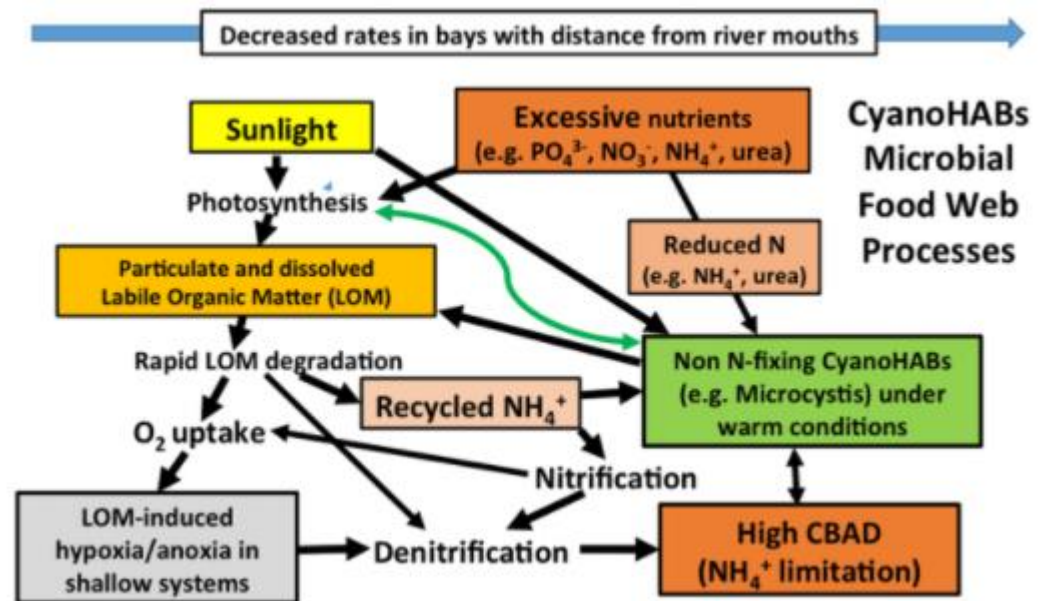 Decreased rates in bays with distance from river mouths
Sunlight
Excessive nutrients
(e.g. PO₄³⁻, NO₃⁻, NH₄⁺, urea)
CyanoHABs
Microbial
Food Web
Processes
Photosynthesis
Reduced N
(e.g. NH₄⁺, urea)
Particulate and dissolved
Labile Organic Matter (LOM)
Rapid LOM degradation
Non N-fixing CyanoHABs
(e.g. Microcystis) under
warm conditions
Recycled NH₄⁺
O₂ uptake
Nitrification
LOM-induced
hypoxia/anoxia in
shallow systems
Denitrification
High CBAD
(NH₄⁺ limitation)